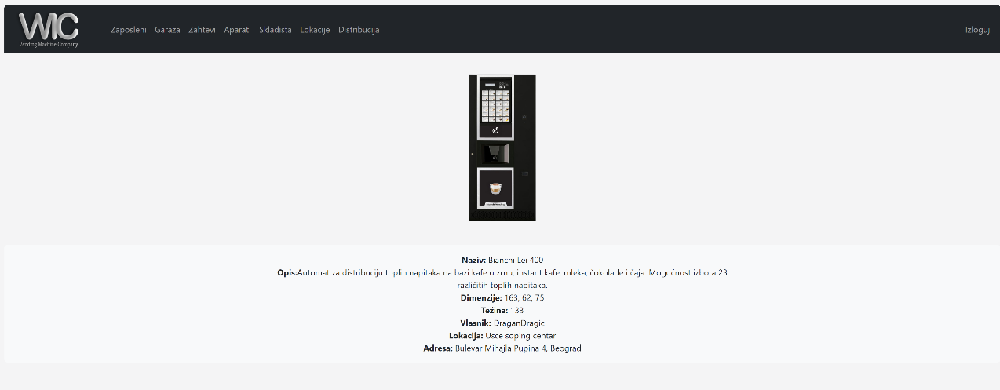 WIC
Vending Machine Company
Zaposleni Garaza Zahtevi Aparati Skladista Lokacije Distribucija Izloguj
Naziv: Bianchi Lei 400
Opis:Automat za distribuciju toplih napitaka na bazi kafe u zrnu, instant kafe, mleka, čokolade i čaja. Mogućnost izbora 23
različitih toplih napitaka.
Dimenzije: 163, 62, 75
Težina: 133
Vlasnik: DraganDragic
Lokacija: Usce soping centar
Adresa: Bulevar Mihajla Pupina 4, Beograd